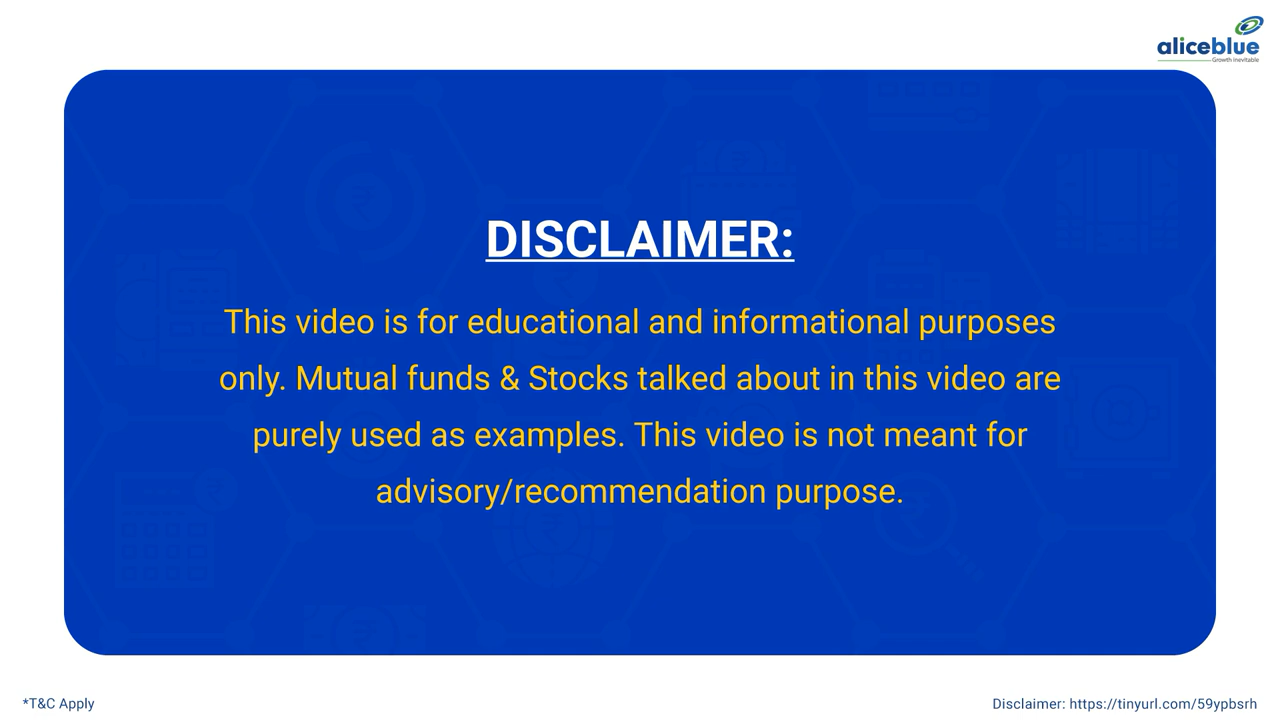 aliceblue
Growth Inevitable
DISCLAIMER:
This video is for educational and informational purposes
only. Mutual funds & Stocks talked about in this video are
purely used as examples. This video is not meant for
advisory/recommendation purpose.
*T&C Apply
Disclaimer: https://tinyurl.com/59ypbsrh